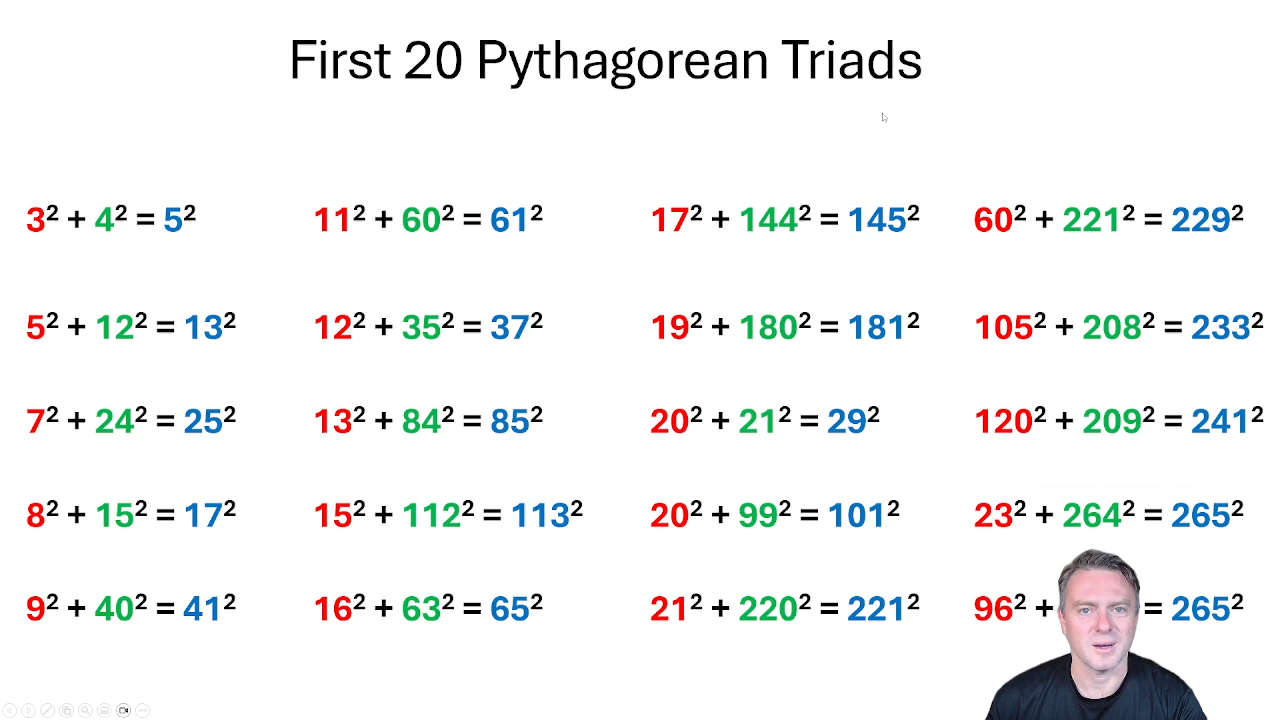 First 20 Pythagorean Triads
3² + 4² = 5²
5² + 12² = 13²
7² + 24² = 25²
8² + 15² = 17²
9² + 40² = 41²
11² + 60² = 61²
12² + 35² = 37²
13² + 84² = 85²
15² + 112² = 113²
16² + 63² = 65²
17² + 144² = 145²
19² + 180² = 181²
20² + 21² = 29²
20² + 99² = 101²
21² + 220² = 221²
60² + 221² = 229²
105² + 208² = 233²
120² + 209² = 241²
23² + 264² = 265²
96² + = 265²